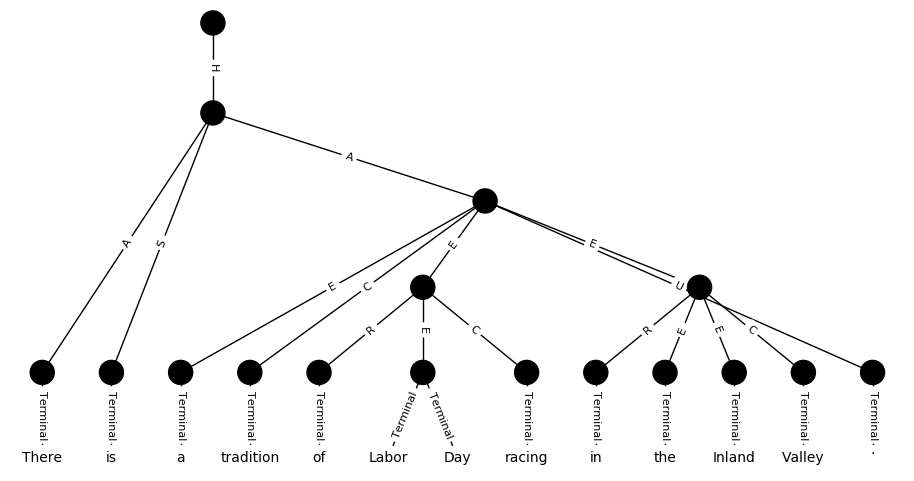 H
A
A
S
E
E
E
C
U
R
E
C
R
E
E
C
Terminal Terminal Terminal Terminal Terminal Terminal Terminal Terminal Terminal Terminal Terminal Terminal Terminal
There is a tradition of Labor Day racing in the Inland Valley .